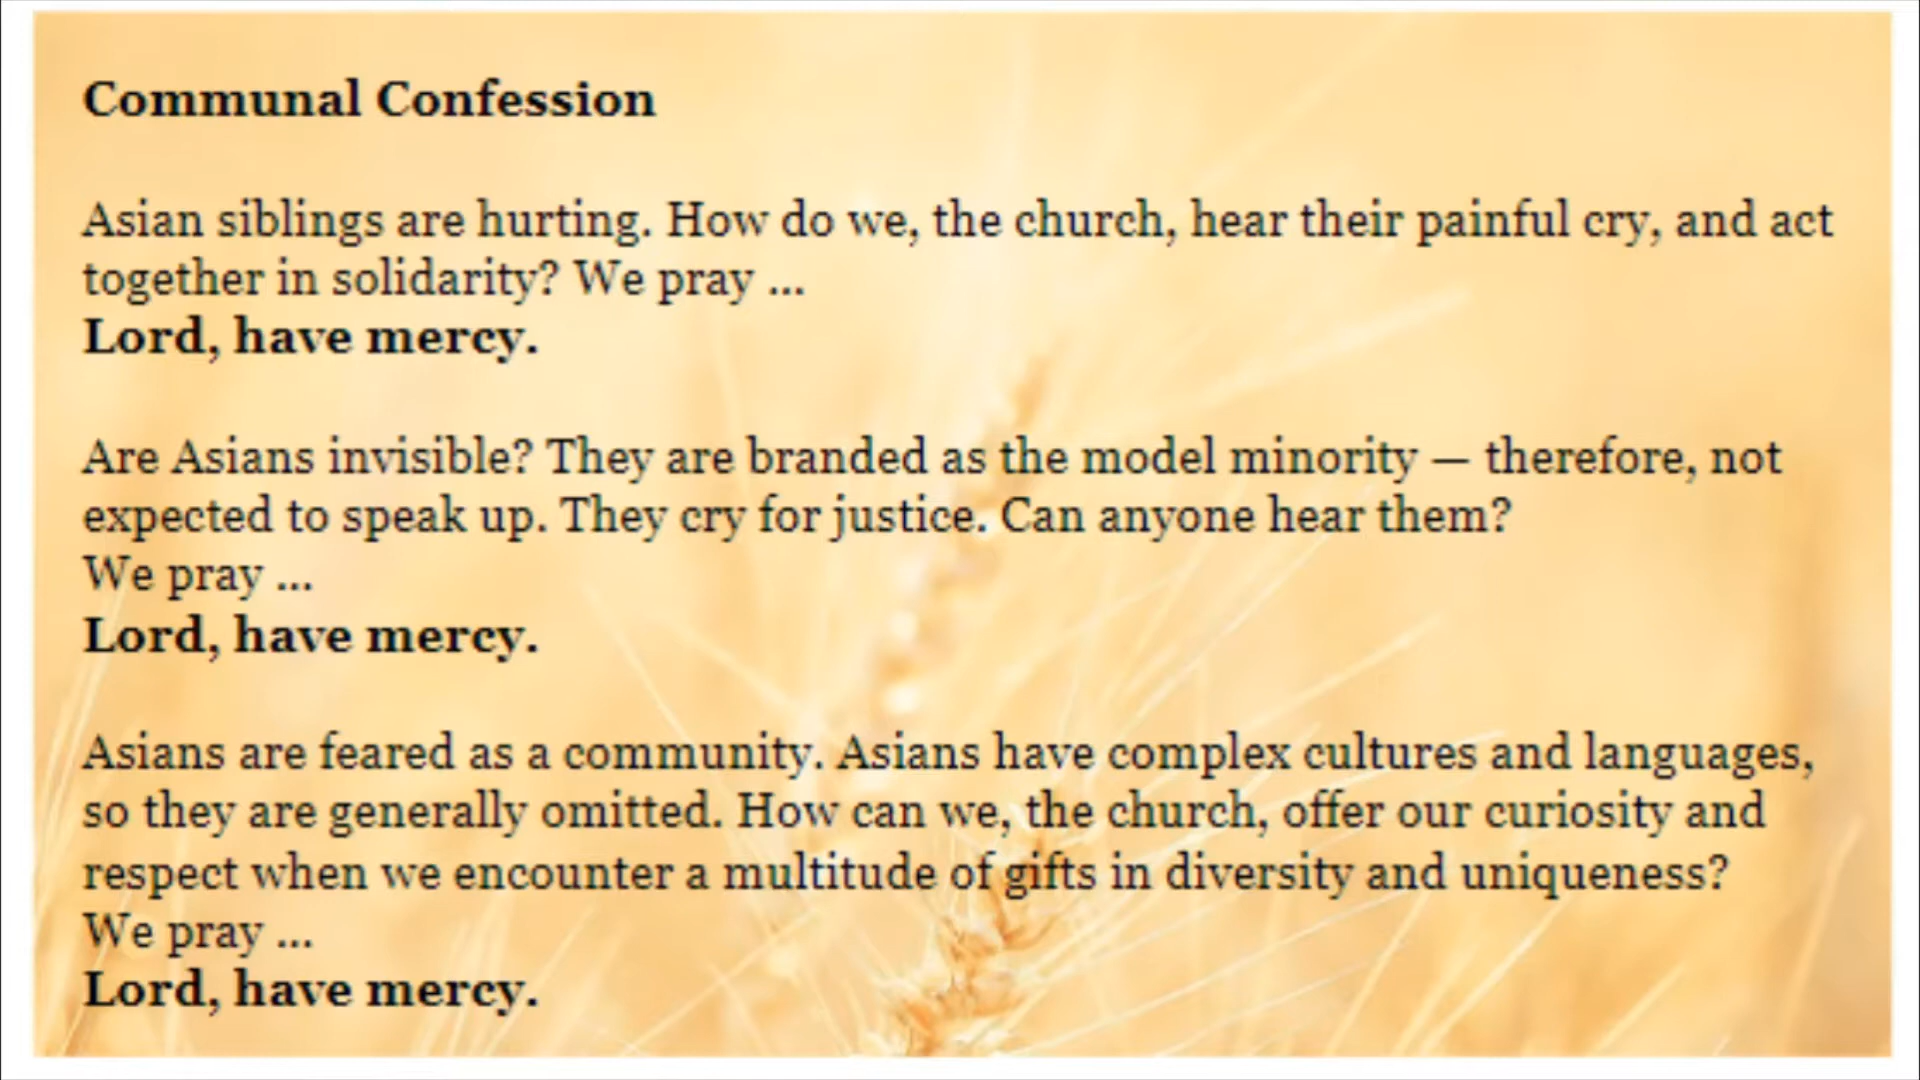 Communal Confession
Asian siblings are hurting. How do we, the church, hear their painful cry, and act
together in solidarity? We pray ...
Lord, have mercy.
Are Asians invisible? They are branded as the model minority — therefore, not
expected to speak up. They cry for justice. Can anyone hear them?
We pray ...
Lord, have mercy.
Asians are feared as a community. Asians have complex cultures and languages,
so they are generally omitted. How can we, the church, offer our curiosity and
respect when we encounter a multitude of gifts in diversity and uniqueness?
We pray ...
Lord, have mercy.